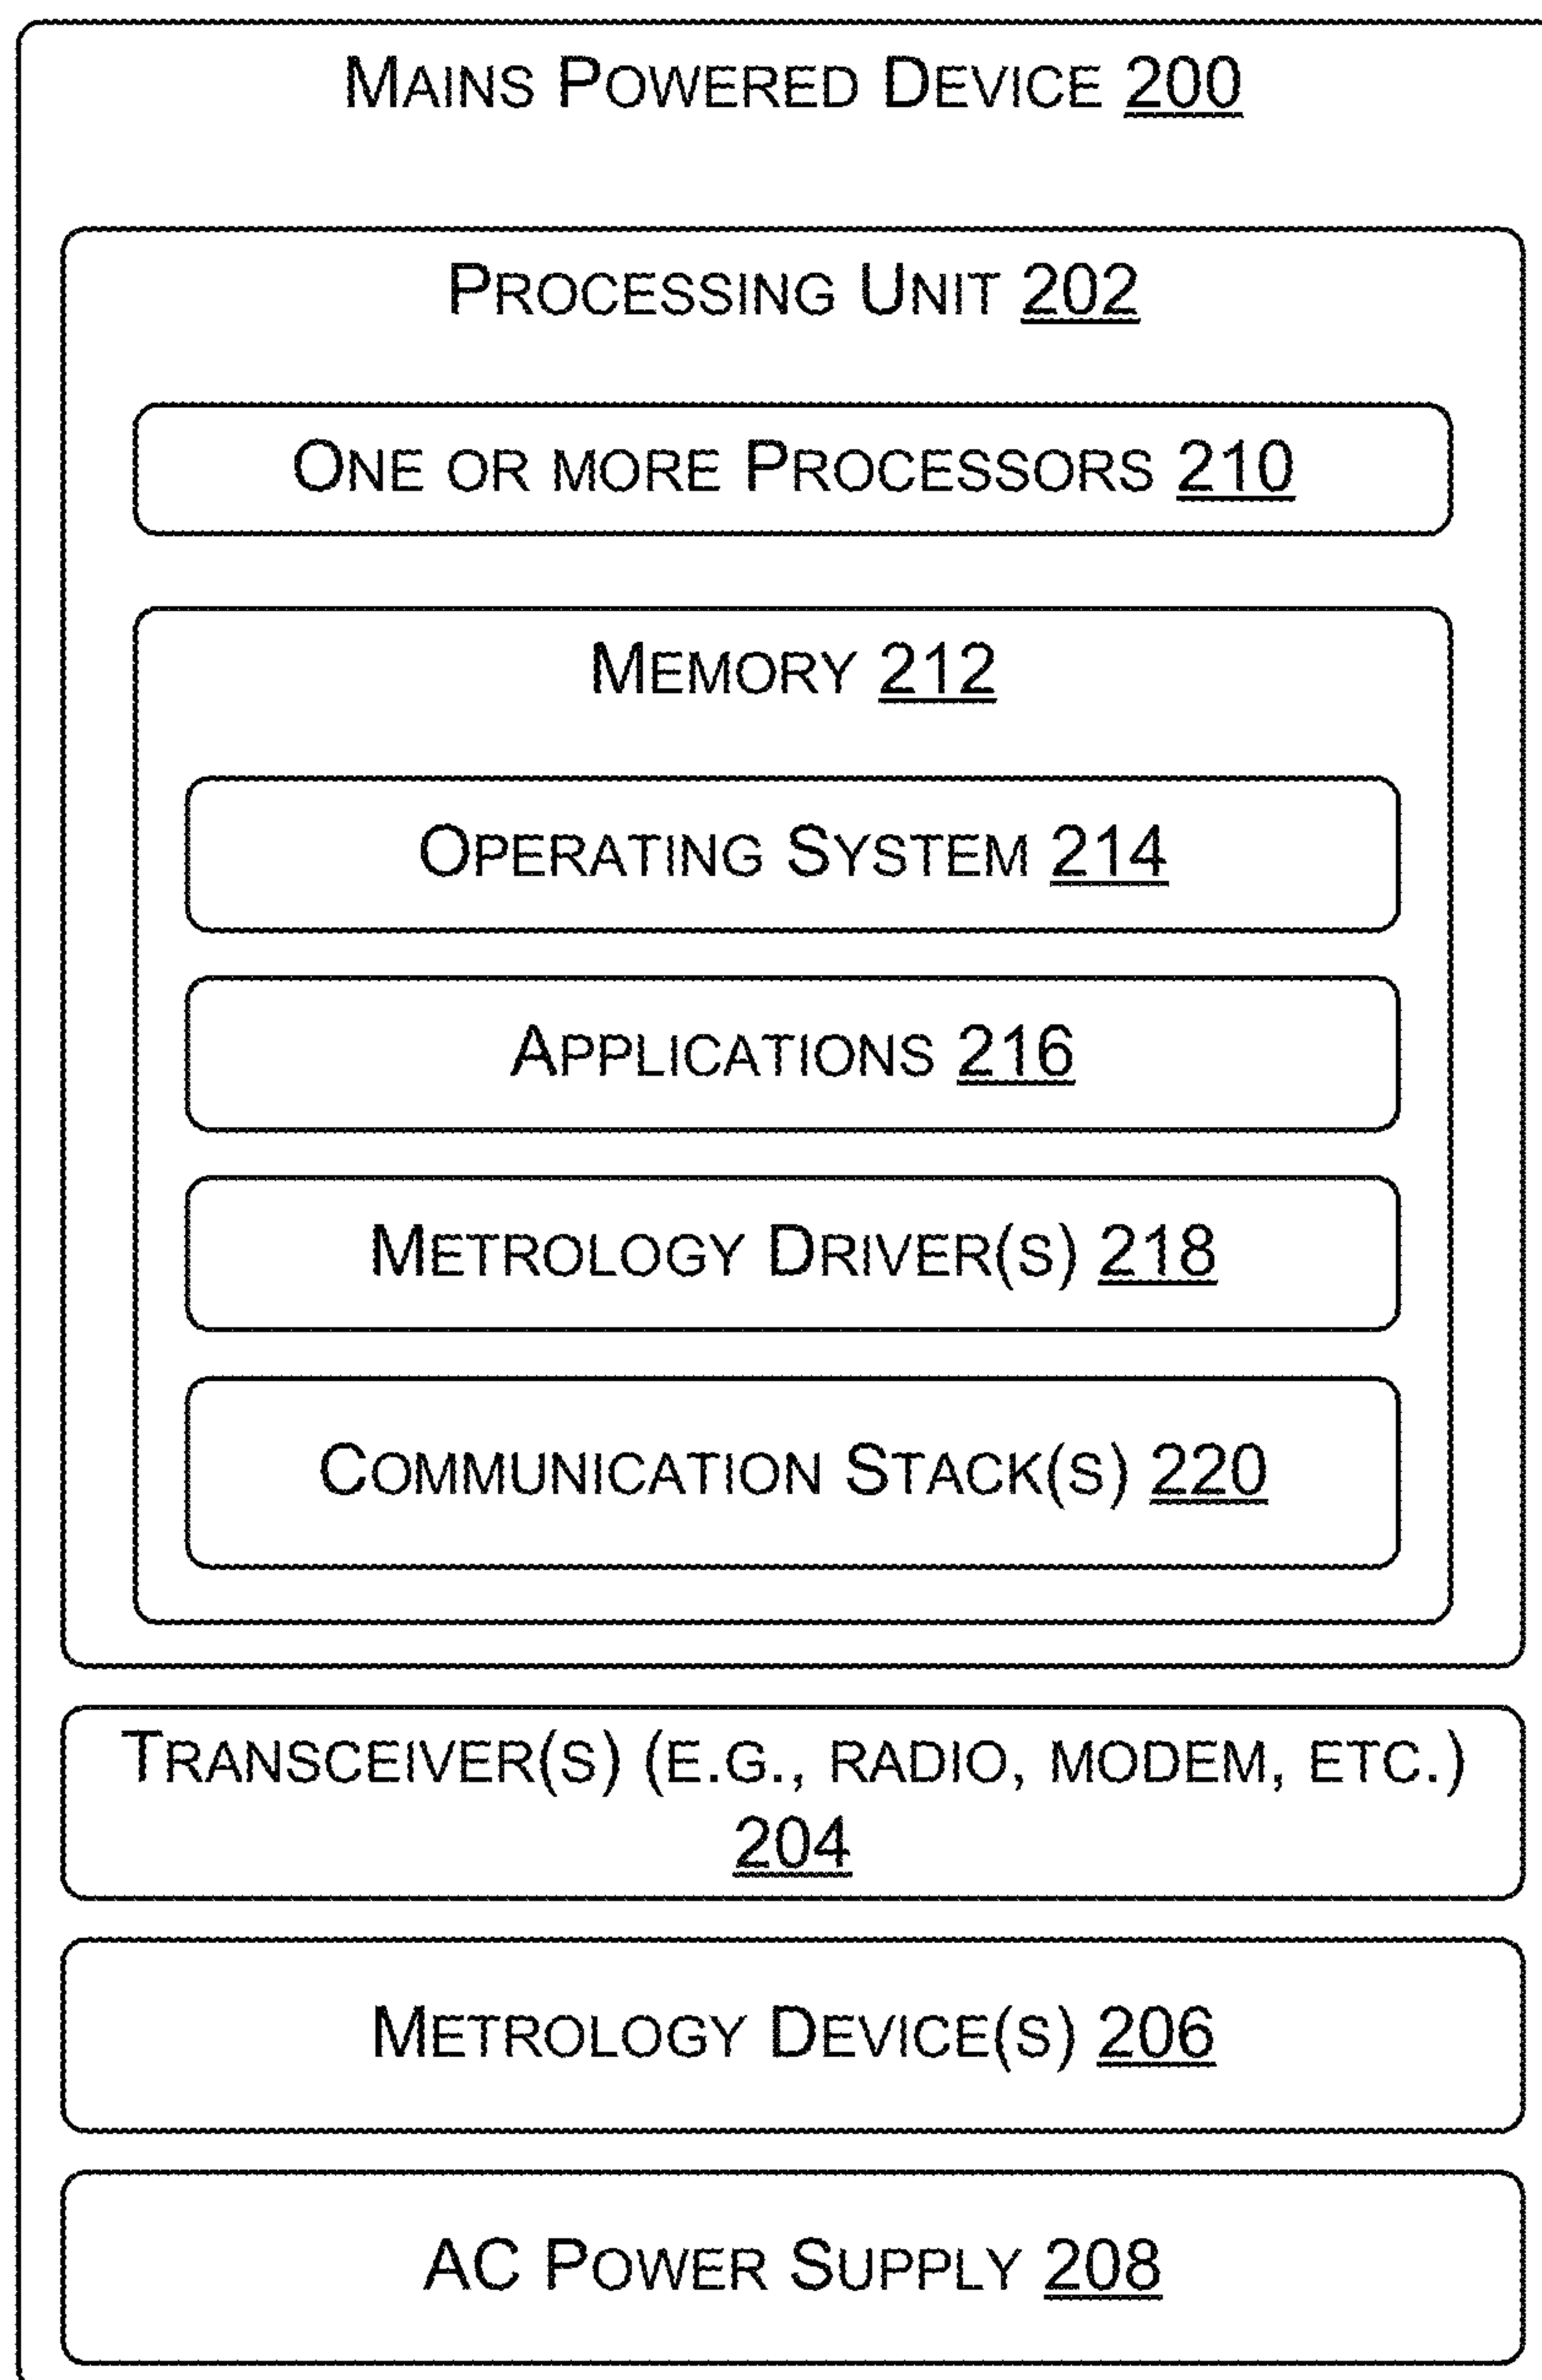 MAINS POWERED DEVICE 200
PROCESSING UNIT 202
ONE OR MORE PROCESSORS 210
MEMORY 212
OPERATING SYSTEM 214
APPLICATIONS 216
METROLOGY DRIVER(S) 218
COMMUNICATION STACK(S) 220
TRANSCEIVER(S) (E.G., RADIO, MODEM, ETC.)
204
METROLOGY DEVICE(S) 206
AC POWER SUPPLY 208